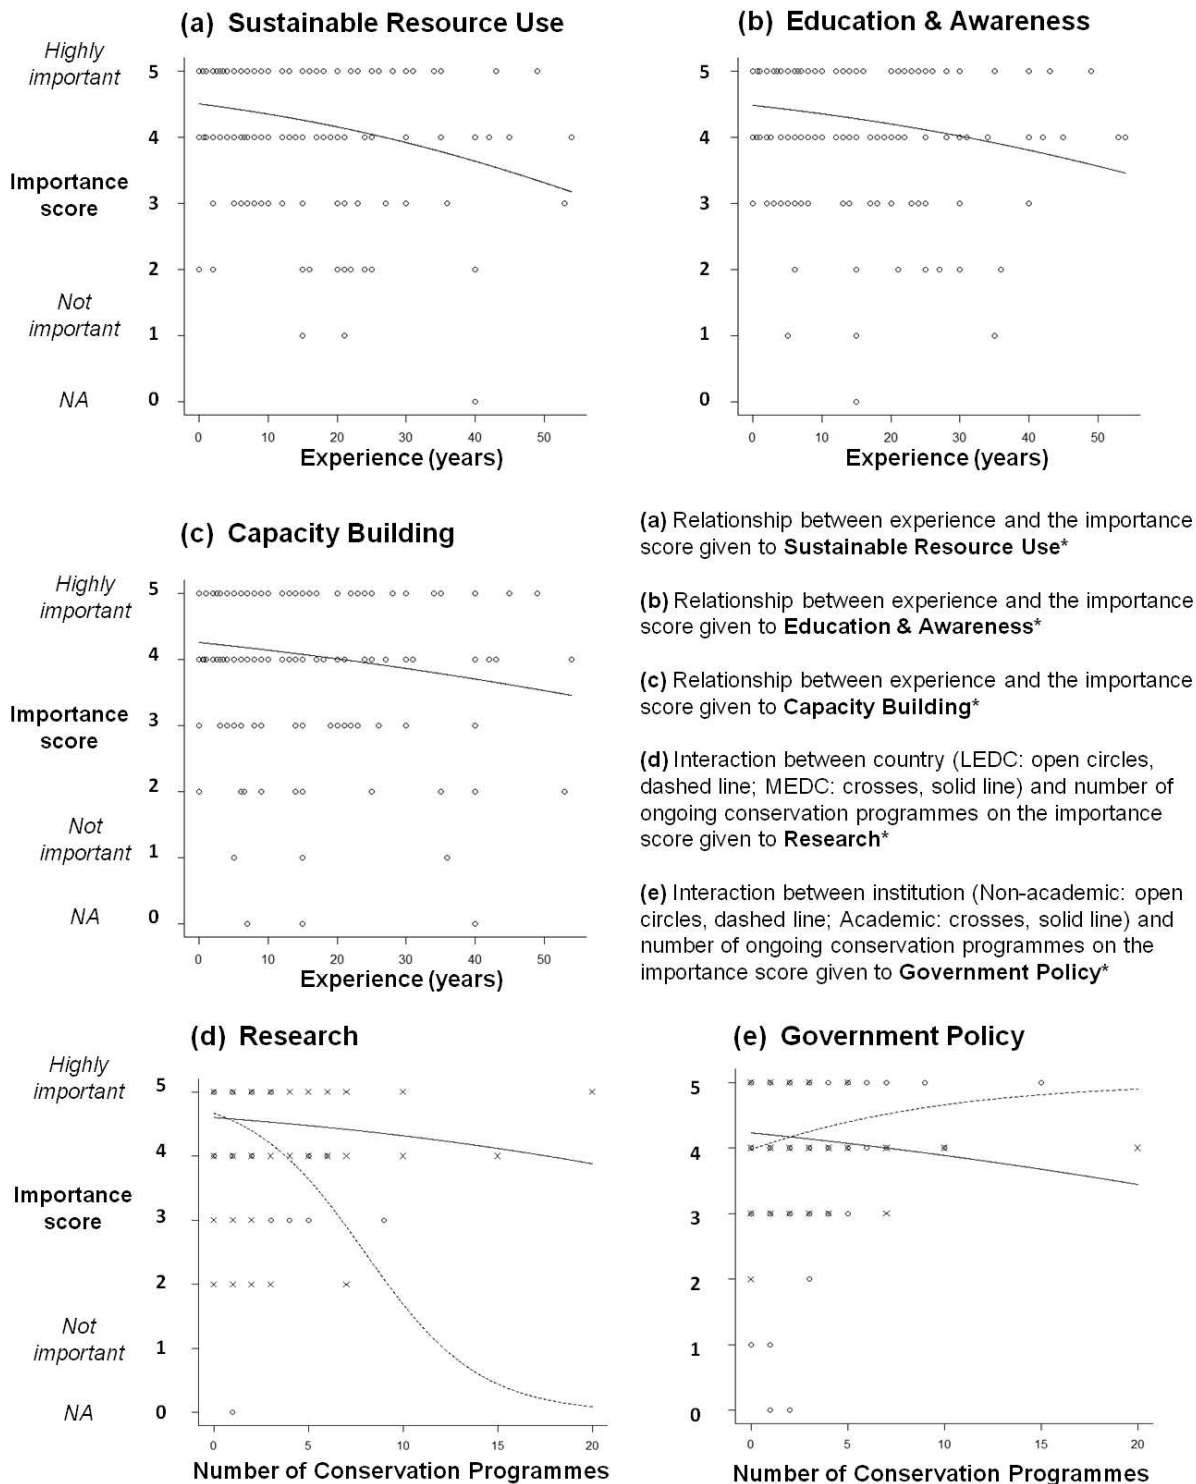 (a) Sustainable Resource Use
Highly
important
Importance
score
Not
important
NA
5
4
3
2
1
0
0 10 20 30 40 50
Experience (years)
(b) Education & Awareness
5
4
3
2
1
0
0 10 20 30 40 50
Experience (years)
(c) Capacity Building
Highly
important
Importance
score
Not
important
NA
5
4
3
2
1
0
0 10 20 30 40 50
Experience (years)
(a) Relationship between experience and the importance
score given to Sustainable Resource Use*
(b) Relationship between experience and the importance
score given to Education & Awareness*
(c) Relationship between experience and the importance
score given to Capacity Building*
(d) Interaction between country (LEDC: open circles,
dashed line; MEDC: crosses, solid line) and number of
ongoing conservation programmes on the importance
score given to Research*
(e) Interaction between institution (Non-academic: open
circles, dashed line; Academic: crosses, solid line) and
number of ongoing conservation programmes on the
importance score given to Government Policy*
(d) Research
Highly
important
Importance
score
Not
important
NA
5
4
3
2
1
0
0 5 10 15 20
Number of Conservation Programmes
(e) Government Policy
5
4
3
2
1
0
0 5 10 15 20
Number of Conservation Programmes